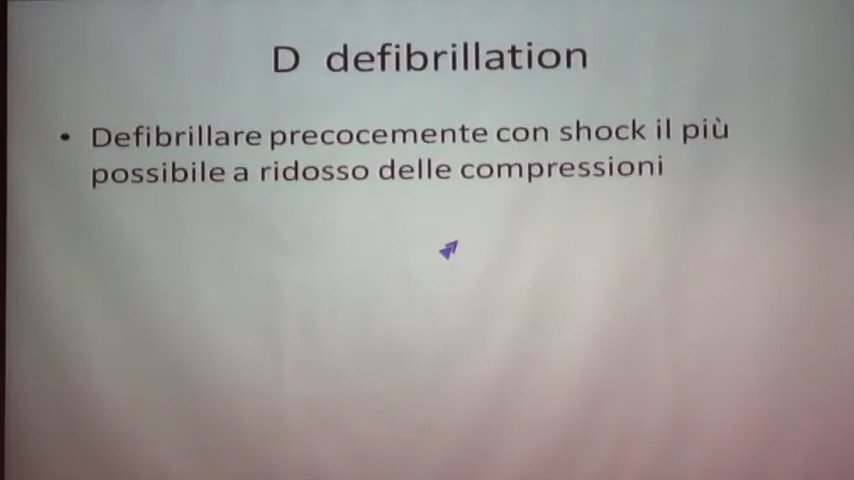 D defibrillation
• Defibrillare precocemente con shock il più
possibile a ridosso delle compressioni